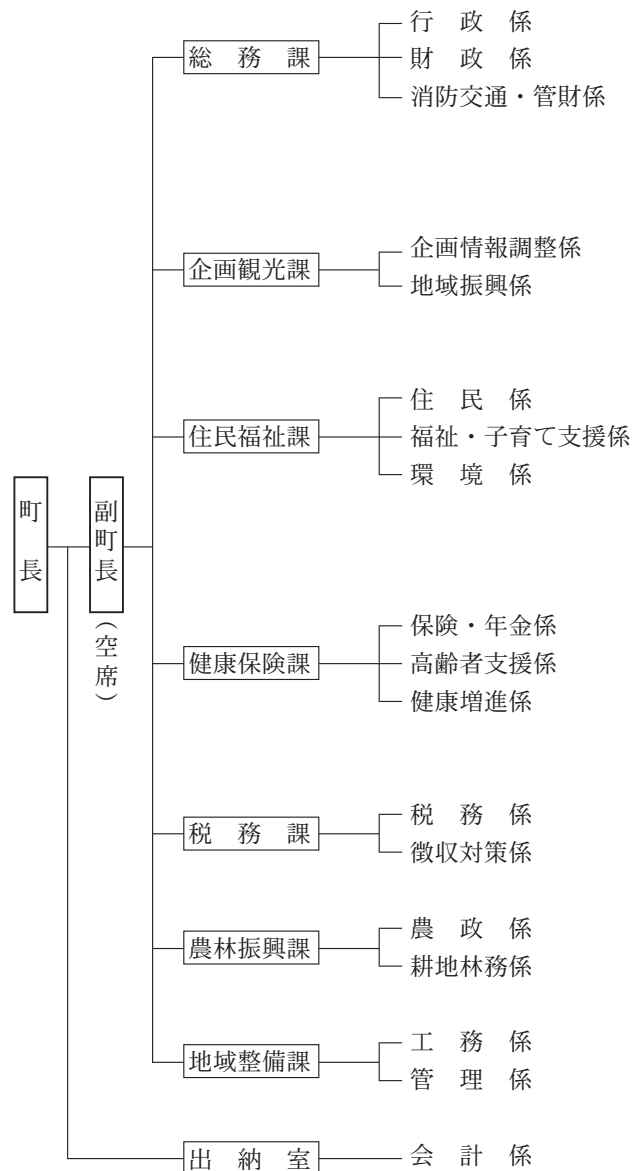 町長
副町長
（空席）
総務課
行政係
財政係
消防交通・管財係
企画観光課
企画情報調整係
地域振興係
住民福祉課
住民係
福祉・子育て支援係
環境係
健康保険課
保険・年金係
高齢者支援係
健康増進係
税務課
税務係
徴収対策係
農林振興課
農政係
耕地林務係
地域整備課
工務係
管理係
出納室
会計係